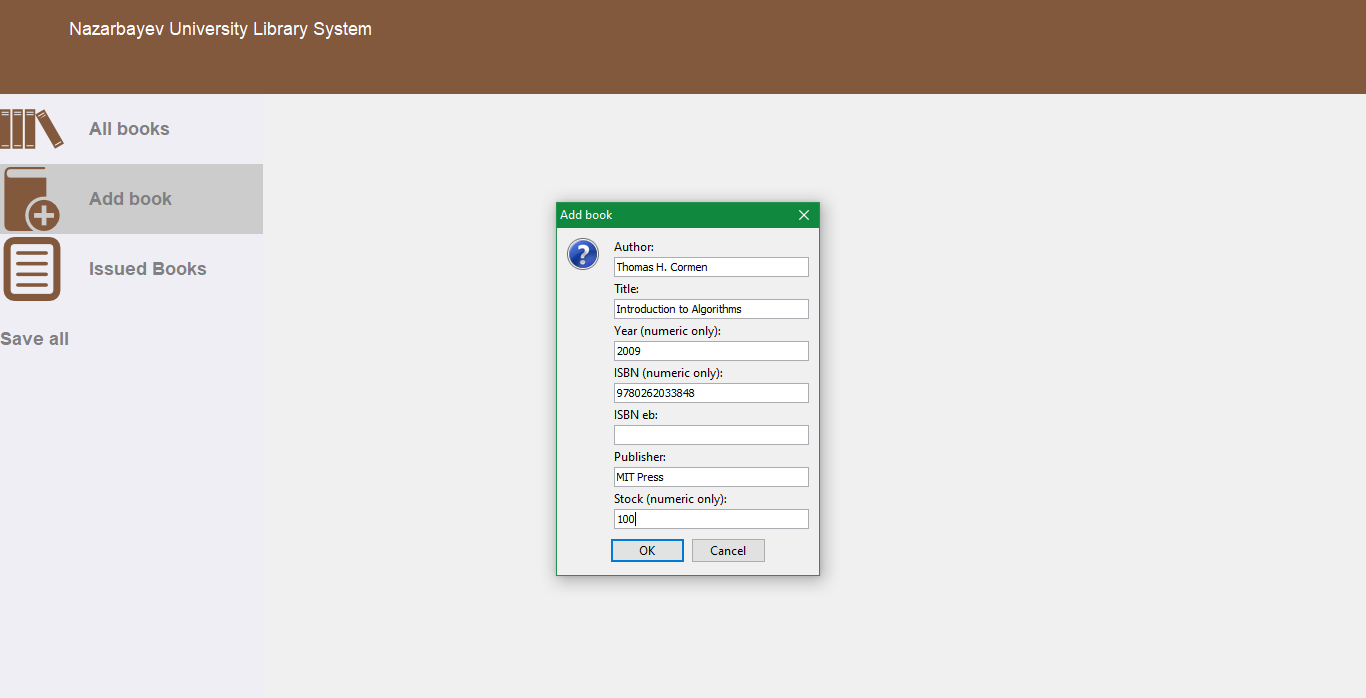 Nazarbayev University Library System
All books
Add book
Issued Books
Save all
Add book
Author:
Thomas H. Cormen
Title:
Introduction to Algorithms
Year (numeric only):
2009
ISBN (numeric only):
9780262033848
ISBN eb:
Publisher:
MIT Press
Stock (numeric only):
100
OK Cancel